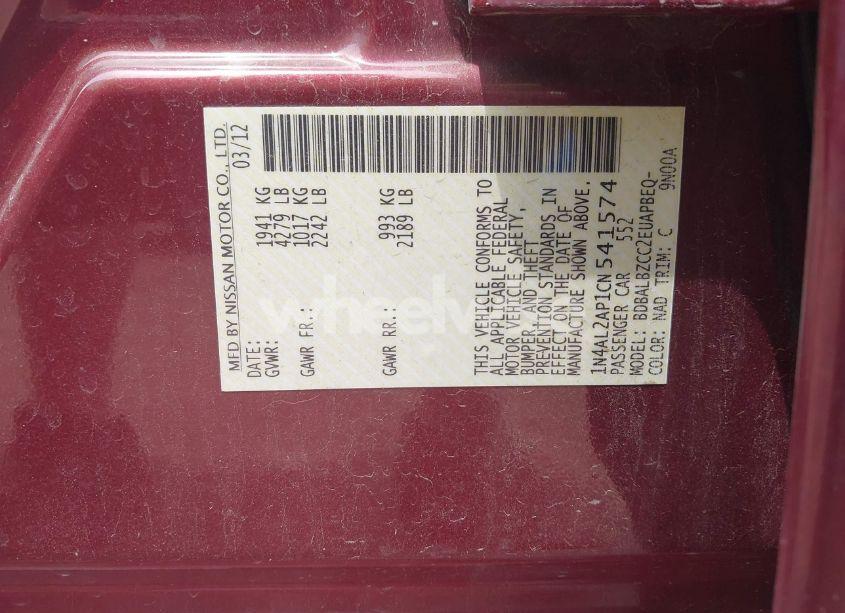 MFD BY NISSAN MOTOR CO., LTD.
DATE: 03/12
GVWR: 1941 KG
4279 LB
GAWR FR.: 1017 KG
2242 LB
GAWR RR.: 993 KG
2189 LB
THIS VEHICLE CONFORMS TO
ALL APPLICABLE FEDERAL
MOTOR VEHICLE SAFETY,
BUMPER, AND THEFT
PREVENTION STANDARDS IN
EFFECT ON THE DATE OF
MANUFACTURE SHOWN ABOVE.
1N4AL2AP1CN541574
PASSENGER CAR 552
MODEL: BDBALBZCC2EUAPBEQ-
COLOR: NAD TRIM: C 9N00A